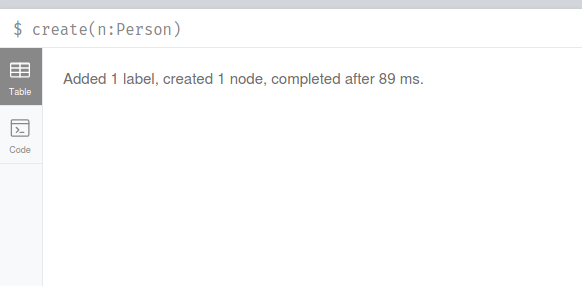 $ create(n:Person)
Table
Added 1 label, created 1 node, completed after 89 ms.
Code